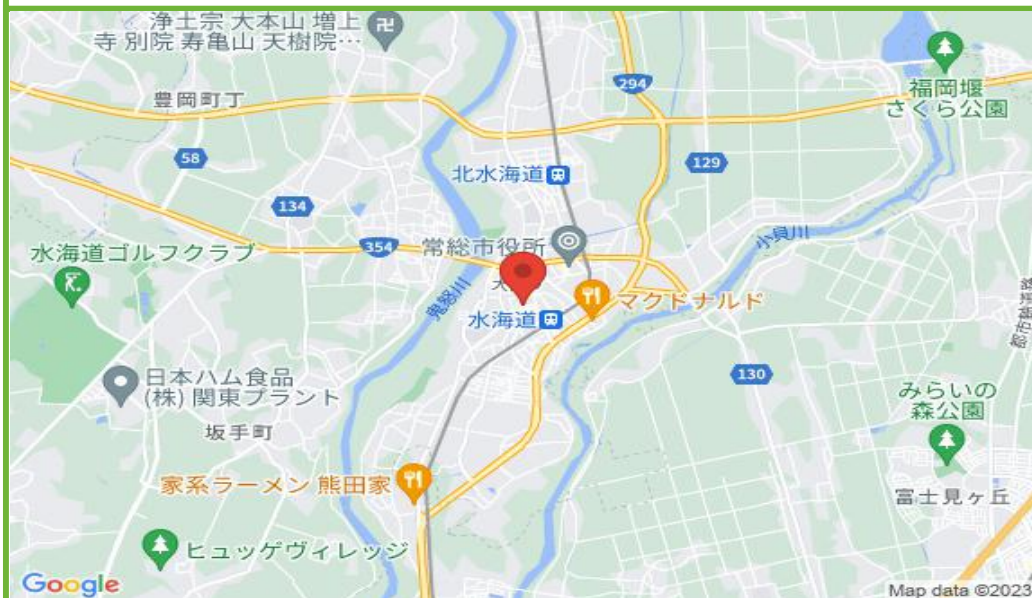 浄土宗 大本山 増上
寺 別院 寿亀山 天樹院…
豊岡町丁
294
福岡堰
さくら公園
58
129
北水海道
134
小貝川
水海道ゴルフクラブ
354
常総市役所
鬼怒川
マクドナルド
水海道
日本ハム食品
(株) 関東プラント
130
みらいの
森公園
坂手町
家系ラーメン 熊田家
富士見ヶ丘
ヒュッゲヴィレッジ
Google
Map data ©2023